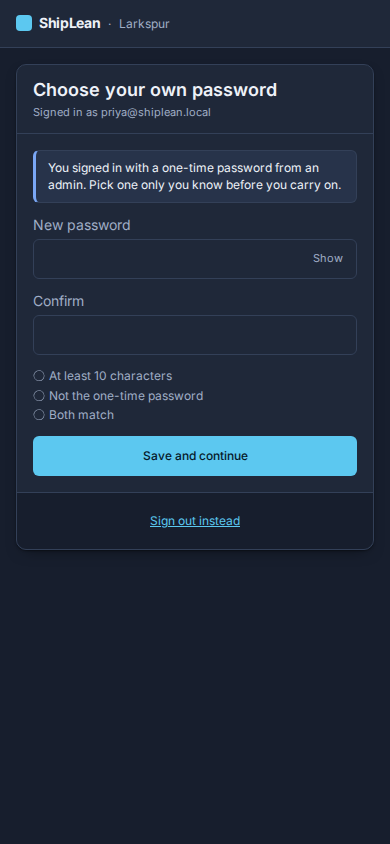 ShipLean · Larkspur
Choose your own password
Signed in as priya@shiplean.local
You signed in with a one-time password from an
admin. Pick one only you know before you carry on.
New password
Show
Confirm
At least 10 characters
Not the one-time password
Both match
Save and continue
Sign out instead